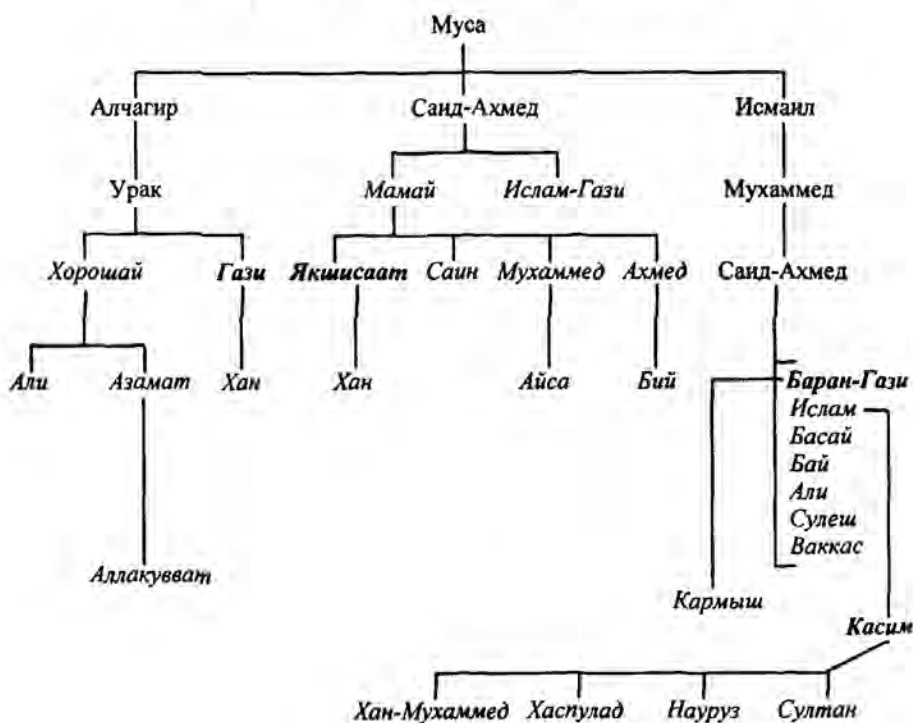 Муса
Алчагир Саид-Ахмед Исмаил
Урак Мамай Ислам-Гази Мухаммед
Хорошай Гази Якшисаат Саин Мухаммед Ахмед Саид-Ахмед
Али Азамат Хан Хан Айса Бий Баран-Гази
Ислам
Басай
Бай
Али
Сулеш
Ваккас
Аллакувват
Кармыш
Касим
Хан-Мухаммед Хаспулад Науруз Султан